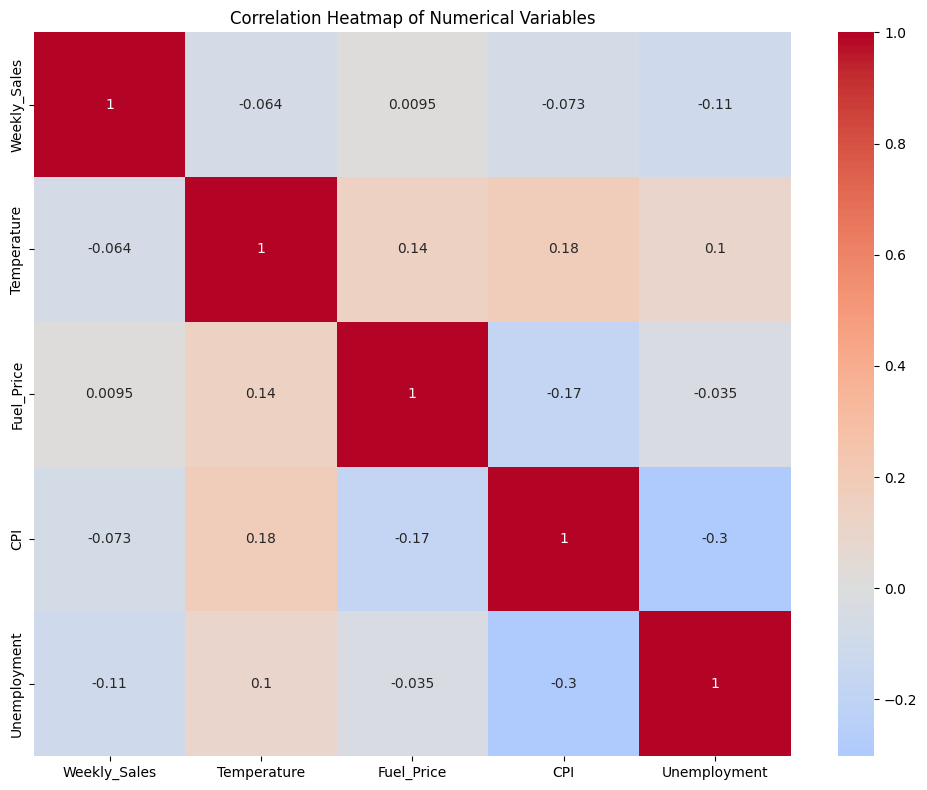 Correlation Heatmap of Numerical Variables
Weekly_Sales 1 -0.064 0.0095 -0.073 -0.11
Temperature -0.064 1 0.14 0.18 0.1
Fuel_Price 0.0095 0.14 1 -0.17 -0.035
CPI -0.073 0.18 -0.17 1 -0.3
Unemployment -0.11 0.1 -0.035 -0.3 1
Weekly_Sales Temperature Fuel_Price CPI Unemployment
1.0
0.8
0.6
0.4
0.2
0.0
−0.2